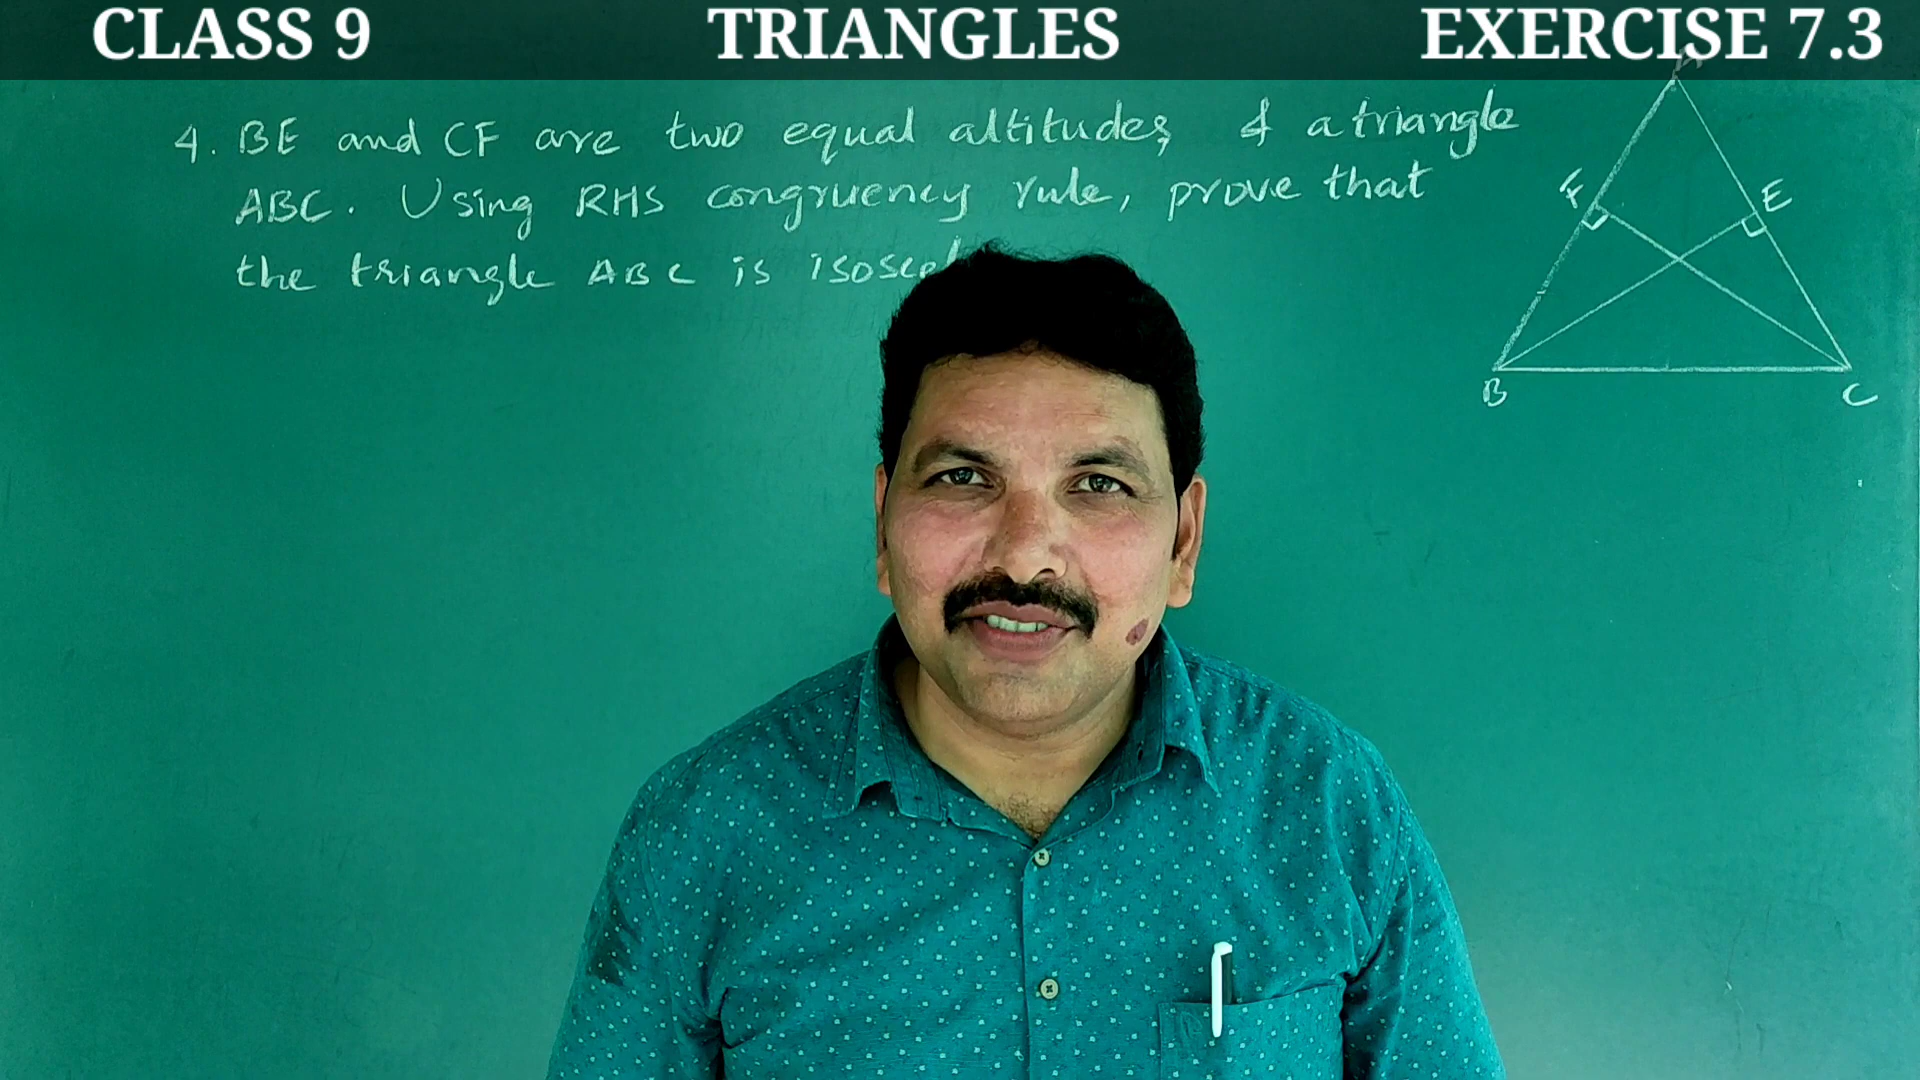 CLASS 9 TRIANGLES EXERCISE 7.3
4. BE and CF are two equal altitudes of a triangle
ABC. Using RHS congruency rule, prove that
the triangle ABC is
A
F
E
B
C